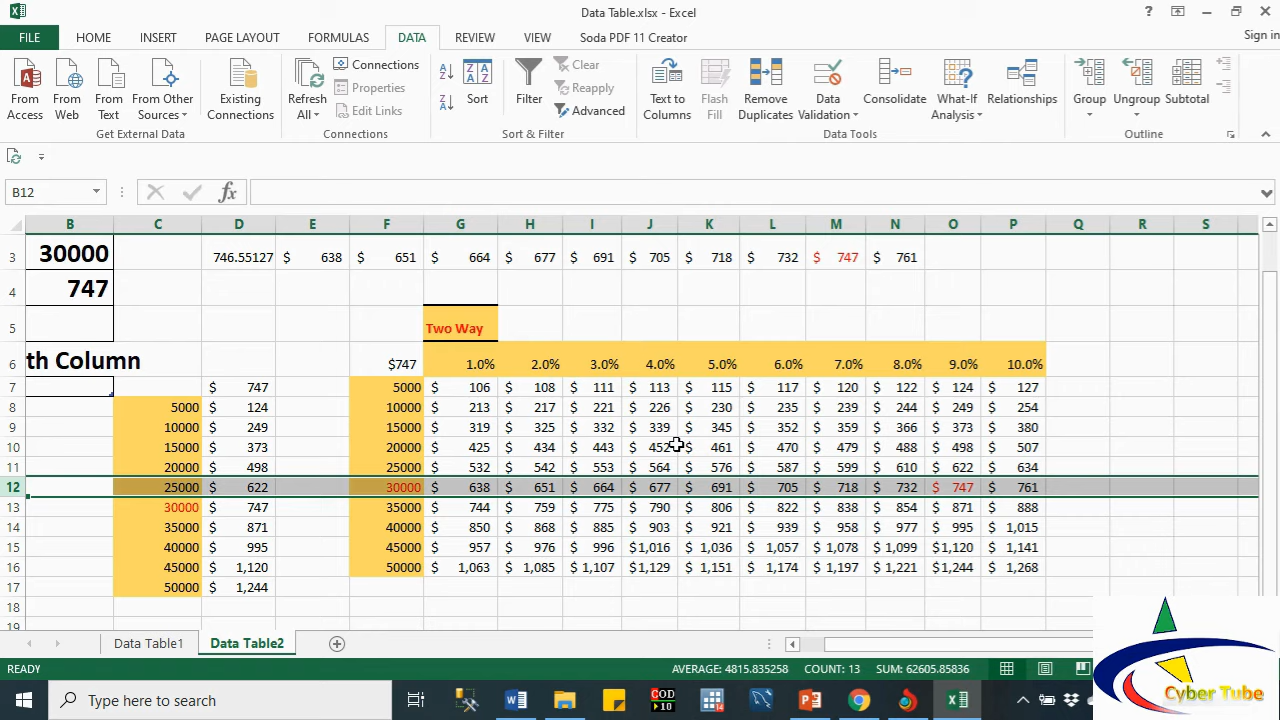 Data Table.xlsx - Excel
Sign in
FILE HOME INSERT PAGE LAYOUT FORMULAS DATA REVIEW VIEW Soda PDF 11 Creator
From Access
From Web
From Text
From Other Sources
Existing Connections
Get External Data
Refresh All
Connections
Properties
Edit Links
Connections
Sort
Filter
Clear
Reapply
Advanced
Sort & Filter
Text to Columns
Flash Fill
Remove Duplicates
Data Validation
Consolidate
What-If Analysis
Relationships
Data Tools
Group
Ungroup
Subtotal
Outline
B12
fx
B C D E F G H I J K L M N O P Q R S
3 30000 746.55127 $ 638 $ 651 $ 664 $ 677 $ 691 $ 705 $ 718 $ 732 $ 747 $ 761
4 747
5 Two Way
6 th Column $747 1.0% 2.0% 3.0% 4.0% 5.0% 6.0% 7.0% 8.0% 9.0% 10.0%
7 $ 747 5000 $ 106 $ 108 $ 111 $ 113 $ 115 $ 117 $ 120 $ 122 $ 124 $ 127
8 5000 $ 124 10000 $ 213 $ 217 $ 221 $ 226 $ 230 $ 235 $ 239 $ 244 $ 249 $ 254
9 10000 $ 249 15000 $ 319 $ 325 $ 332 $ 339 $ 345 $ 352 $ 359 $ 366 $ 373 $ 380
10 15000 $ 373 20000 $ 425 $ 434 $ 443 $ 452 $ 461 $ 470 $ 479 $ 488 $ 498 $ 507
11 20000 $ 498 25000 $ 532 $ 542 $ 553 $ 564 $ 576 $ 587 $ 599 $ 610 $ 622 $ 634
12 25000 $ 622 30000 $ 638 $ 651 $ 664 $ 677 $ 691 $ 705 $ 718 $ 732 $ 747 $ 761
13 30000 $ 747 35000 $ 744 $ 759 $ 775 $ 790 $ 806 $ 822 $ 838 $ 854 $ 871 $ 888
14 35000 $ 871 40000 $ 850 $ 868 $ 885 $ 903 $ 921 $ 939 $ 958 $ 977 $ 995 $ 1,015
15 40000 $ 995 45000 $ 957 $ 976 $ 996 $1,016 $ 1,036 $ 1,057 $ 1,078 $ 1,099 $1,120 $ 1,141
16 45000 $ 1,120 50000 $ 1,063 $ 1,085 $ 1,107 $1,129 $ 1,151 $ 1,174 $ 1,197 $ 1,221 $1,244 $ 1,268
17 50000 $ 1,244
18
19
Data Table1 Data Table2
READY AVERAGE: 4815.835258 COUNT: 13 SUM: 62605.85836
Type here to search
COD
10
14
Cyber Tube